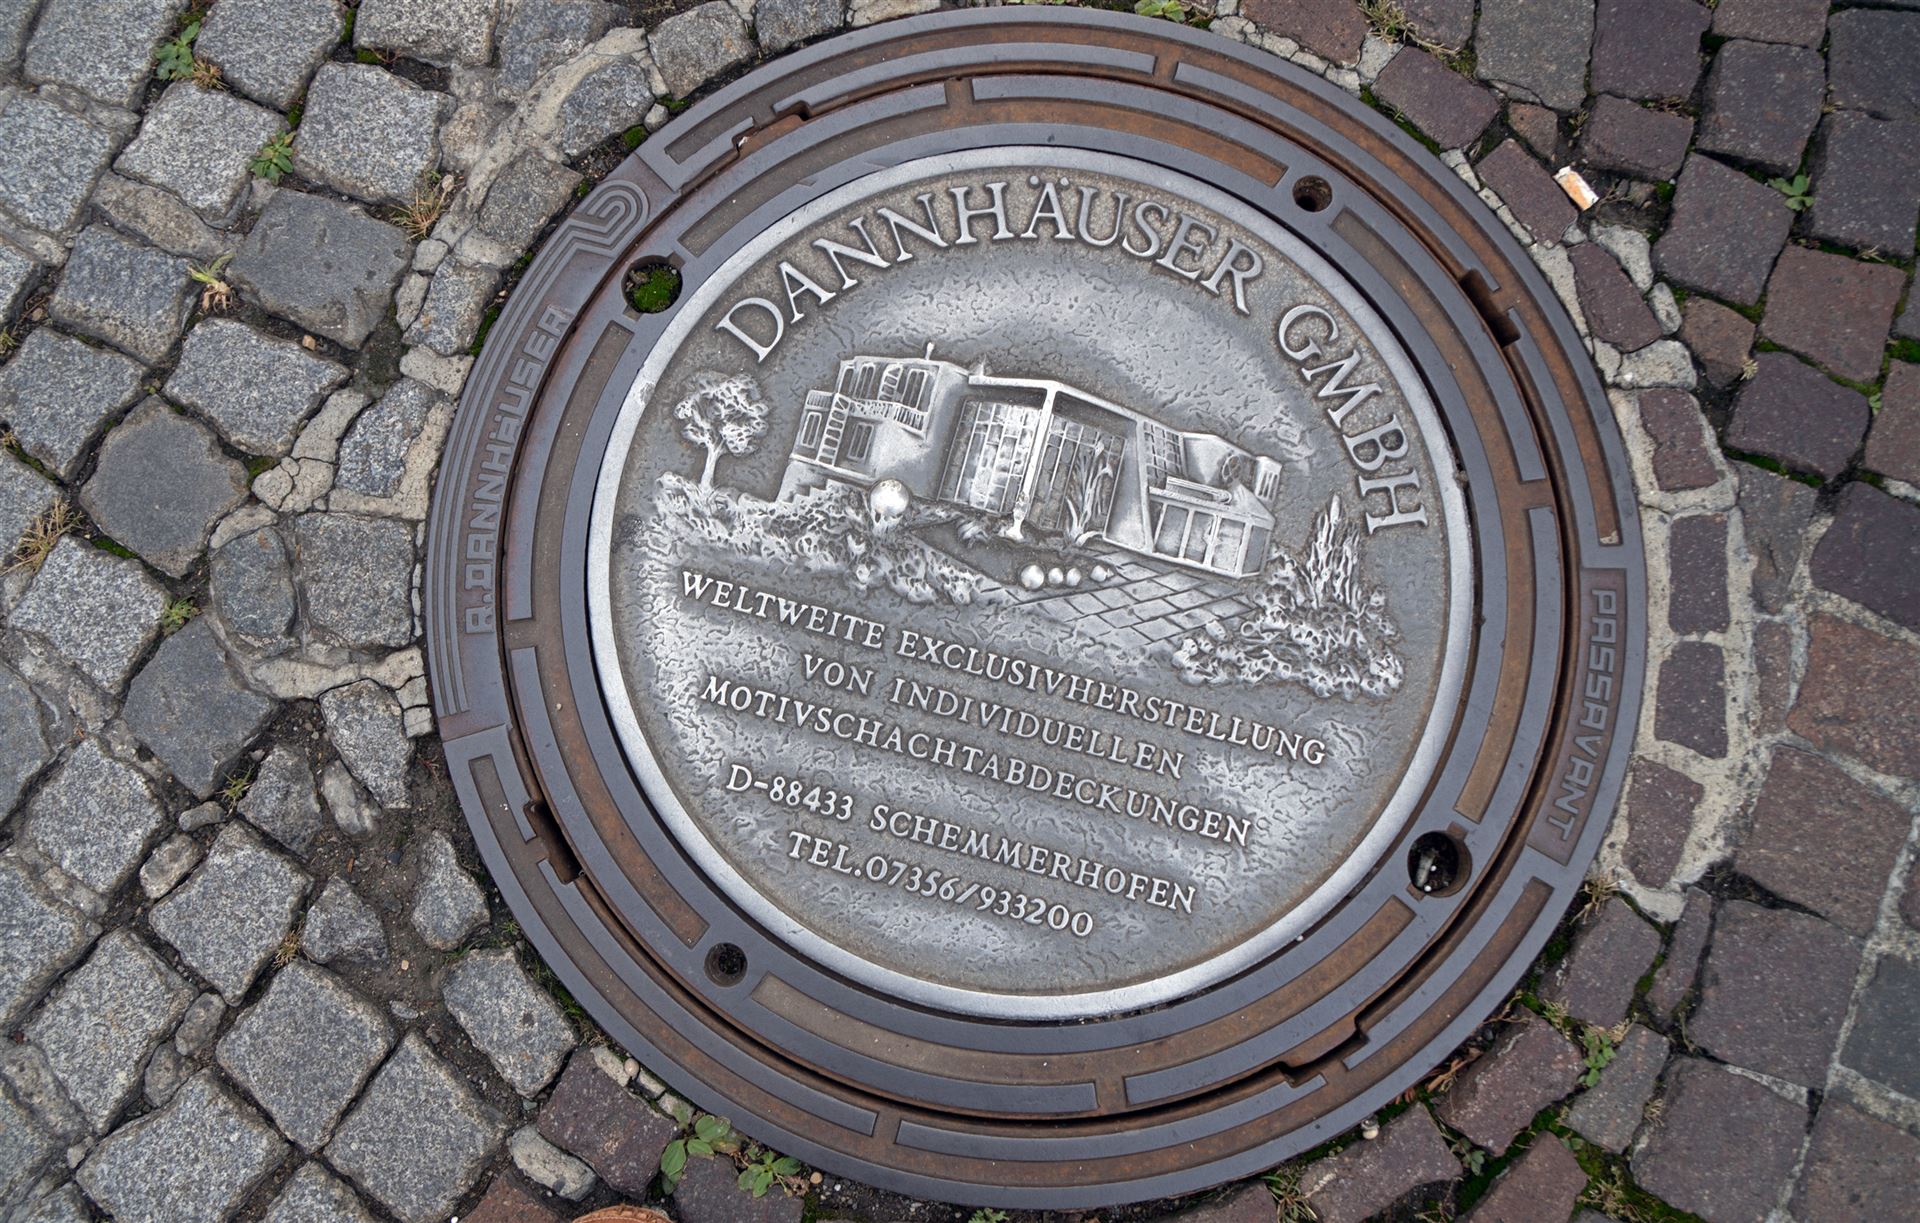 DANNHÄUSER GMBH
WELTWEITE EXCLUSIVHERSTELLUNG
VON INDIVIDUELLEN
MOTIVSCHACHTABDECKUNGEN
D-88433 SCHEMMERHOFEN
TEL.07356/933200
R.DANNHÄUSER
PASSAVANT